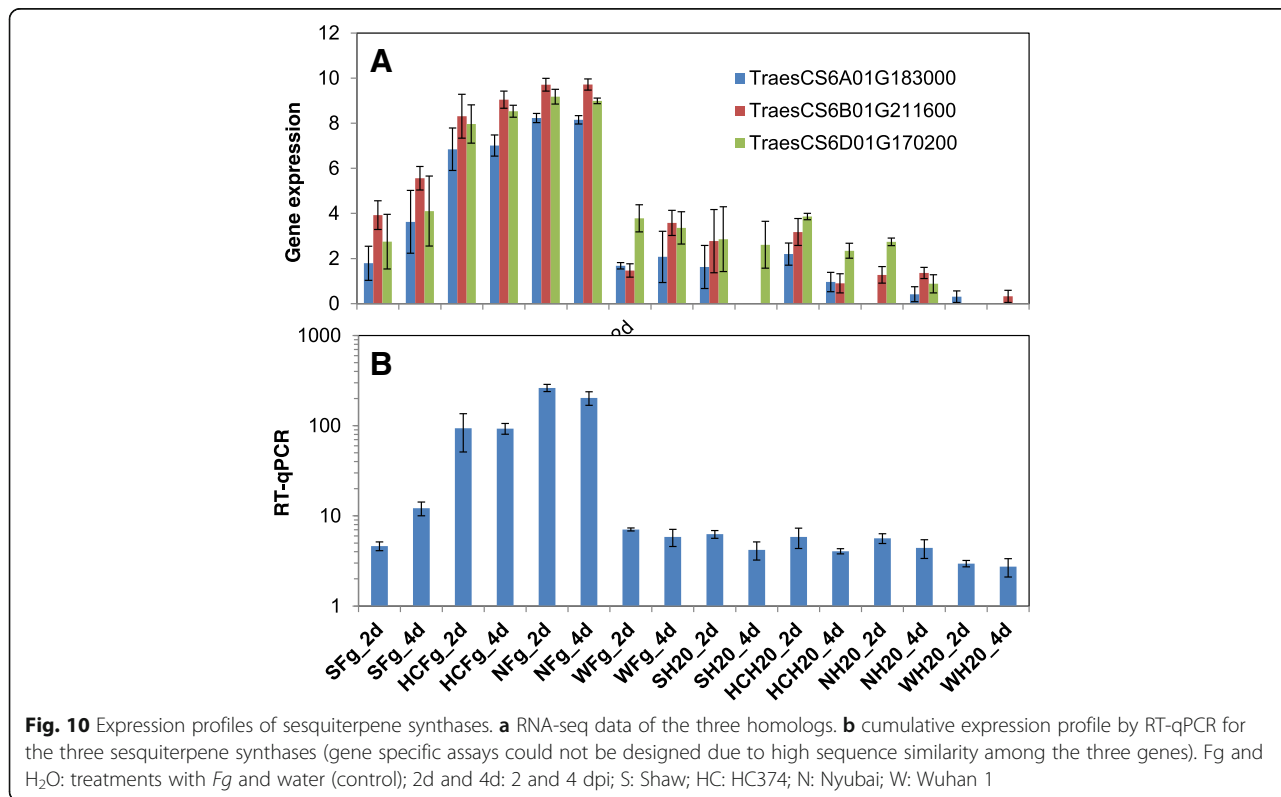 12
10
8
6
4
2
0
Gene expression
A
TraesCS6A01G183000
TraesCS6B01G211600
TraesCS6D01G170200
2d
1000
100
10
1
RT-qPCR
B
SFg_2d
SFg_4d
HCFg_2d
HCFg_4d
NFg_2d
NFg_4d
WFg_2d
WFg_4d
SH20_2d
SH20_4d
HCH20_2d
HCH20_4d
NH20_2d
NH20_4d
WH20_2d
WH20_4d
Fig. 10 Expression profiles of sesquiterpene synthases. a RNA-seq data of the three homologs. b cumulative expression profile by RT-qPCR for
the three sesquiterpene synthases (gene specific assays could not be designed due to high sequence similarity among the three genes). Fg and
H₂O: treatments with Fg and water (control); 2d and 4d: 2 and 4 dpi; S: Shaw; HC: HC374; N: Nyubai; W: Wuhan 1